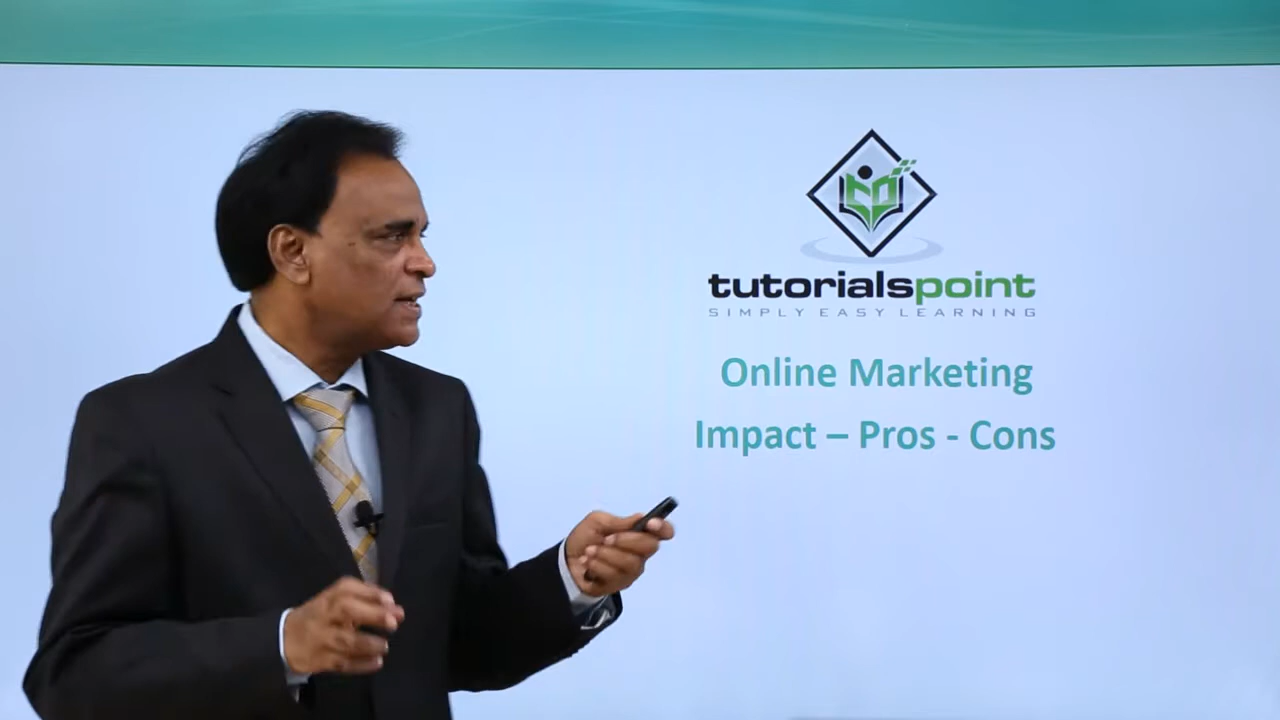 tutorialspoint
SIMPLY EASY LEARNING
Online Marketing
Impact – Pros - Cons